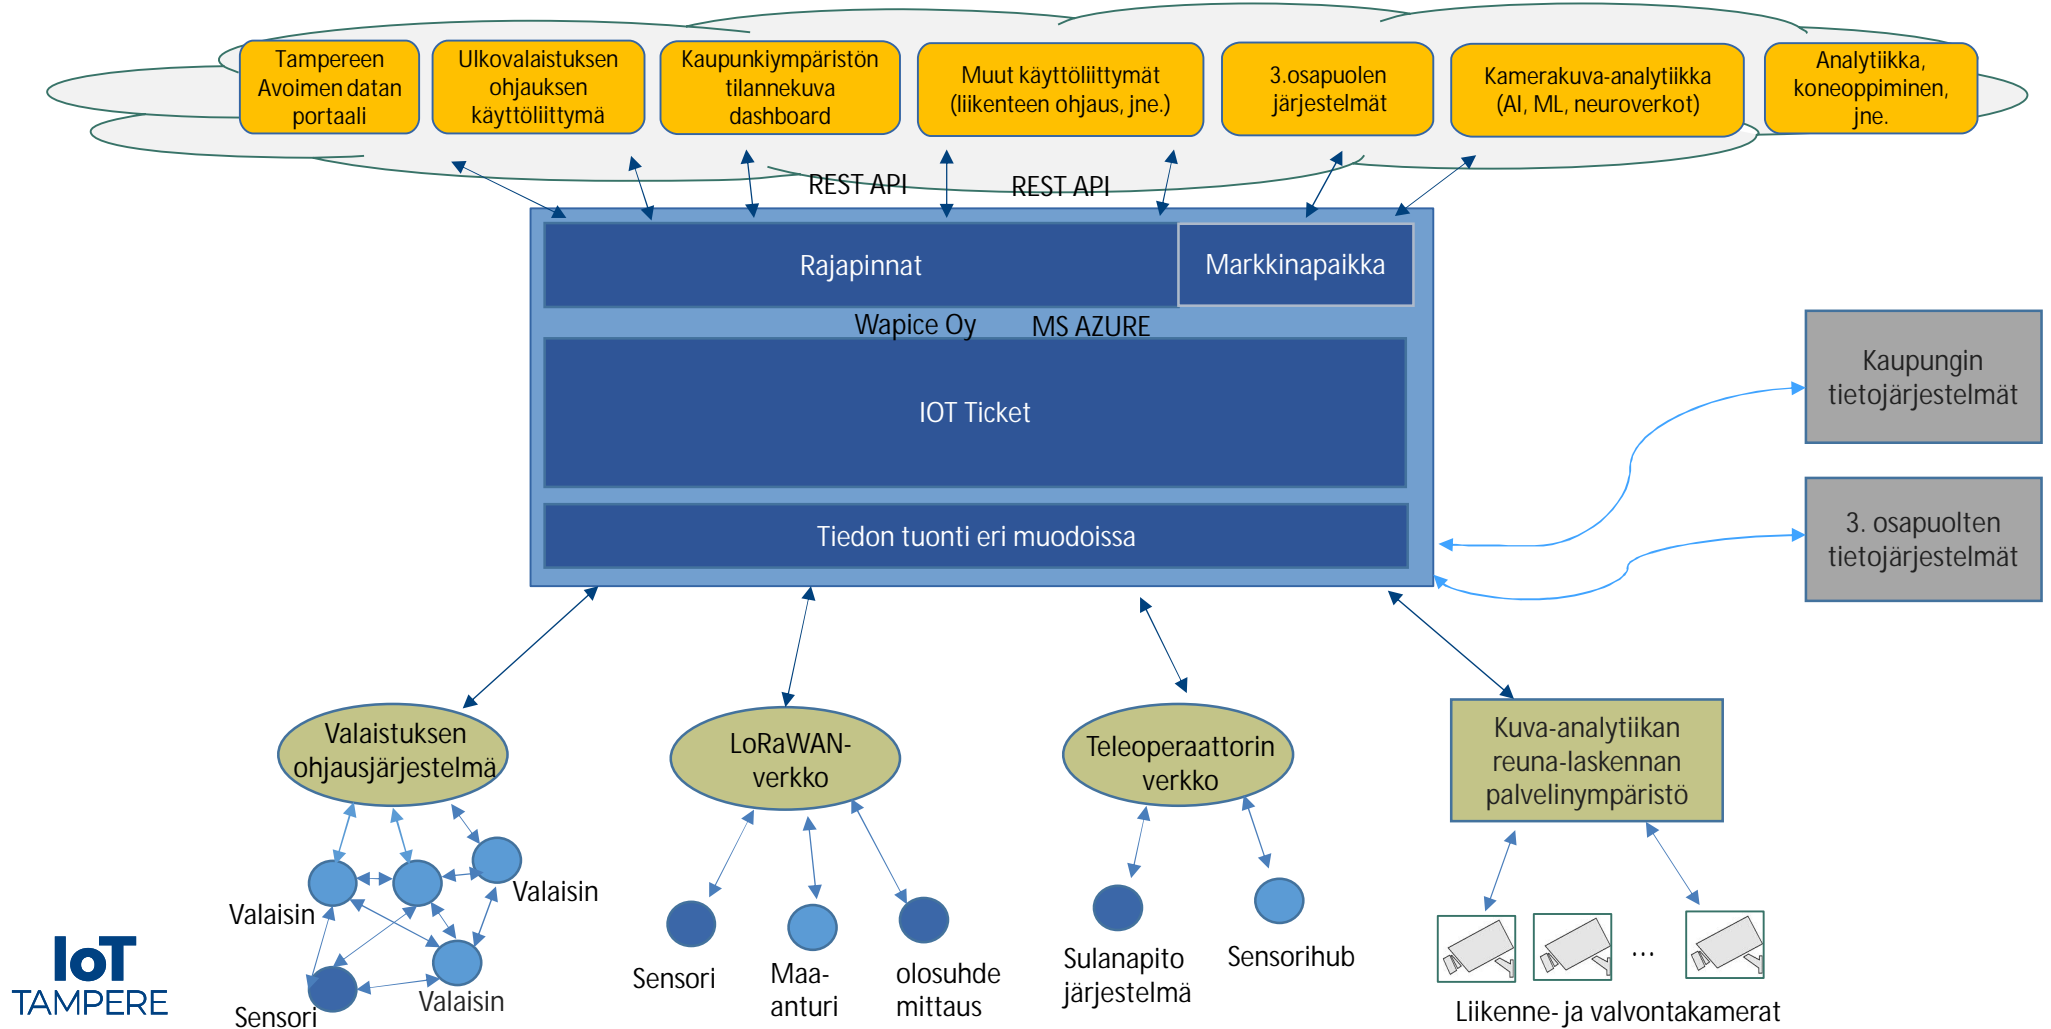 Tampereen
Avoimen datan
portaali
Ulkovalaistuksen
ohjauksen
käyttöliittymä
Kaupunkiympäristön
tilannekuva
dashboard
Muut käyttöliittymät
(liikenteen ohjaus, jne.)
3.osapuolen
järjestelmät
Kamerakuva-analytiikka
(AI, ML, neuroverkot)
Analytiikka,
koneoppiminen,
jne.
REST API
REST API
Rajapinnat
Markkinapaikka
Wapice Oy
MS AZURE
IOT Ticket
Tiedon tuonti eri muodoissa
Kaupungin
tietojärjestelmät
3. osapuolten
tietojärjestelmät
Valaistuksen
ohjausjärjestelmä
LoRaWAN-
verkko
Teleoperaattorin
verkko
Kuva-analytiikan
reuna-laskennan
palvelinympäristö
Valaisin
Valaisin
Valaisin
Sensori
Sensori
Maa-
anturi
olosuhde
mittaus
Sulanapito
järjestelmä
Sensorihub
...
Liikenne- ja valvontakamerat
IoT
TAMPERE